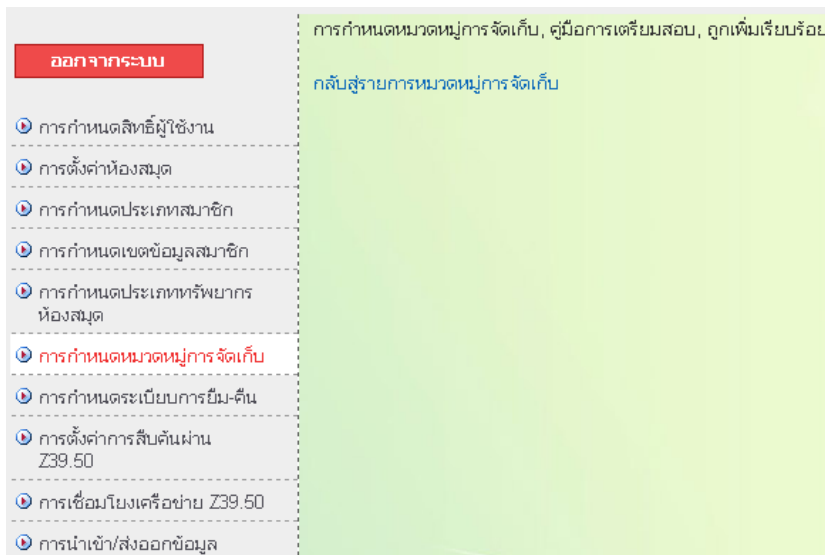 การกำหนดหมวดหมู่การจัดเก็บ, คู่มือการเตรียมสอบ, ถูกเพิ่มเรียบร้อย
กลับสู่รายการหมวดหมู่การจัดเก็บ
ออกจากระบบ
การกำหนดสิทธิ์ผู้ใช้งาน
การตั้งค่าห้องสมุด
การกำหนดประเภทสมาชิก
การกำหนดเขตข้อมูลสมาชิก
การกำหนดประเภททรัพยากร
ห้องสมุด
การกำหนดหมวดหมู่การจัดเก็บ
การกำหนดระเบียบการยืม-คืน
การตั้งค่าการสืบค้นผ่าน
Z39.50
การเชื่อมโยงเครือข่าย Z39.50
การนำเข้า/ส่งออกข้อมูล